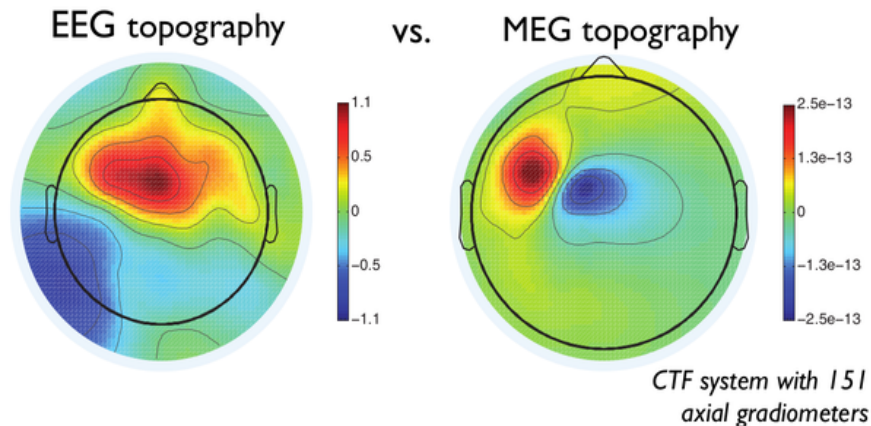 EEG topography vs. MEG topography
1.1
0.5
0
−0.5
−1.1
2.5e-13
1.3e-13
0
−1.3e-13
−2.5e-13
CTF system with 151
axial gradiometers